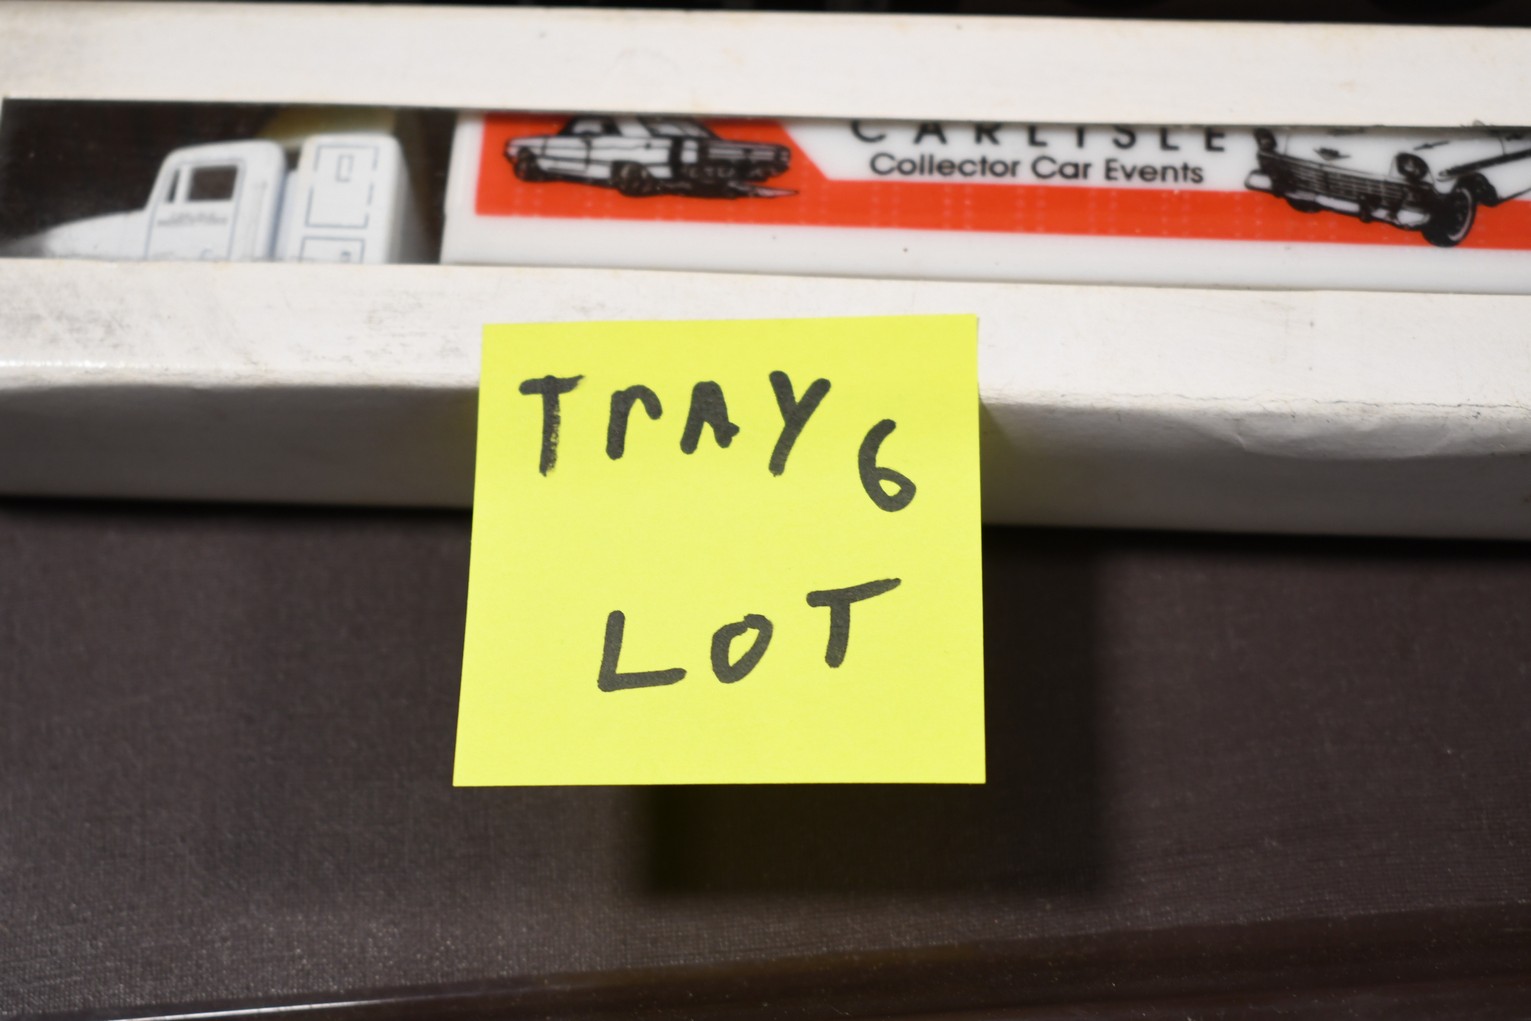 CARLISLE
Collector Car Events
TrAY 6
LOT